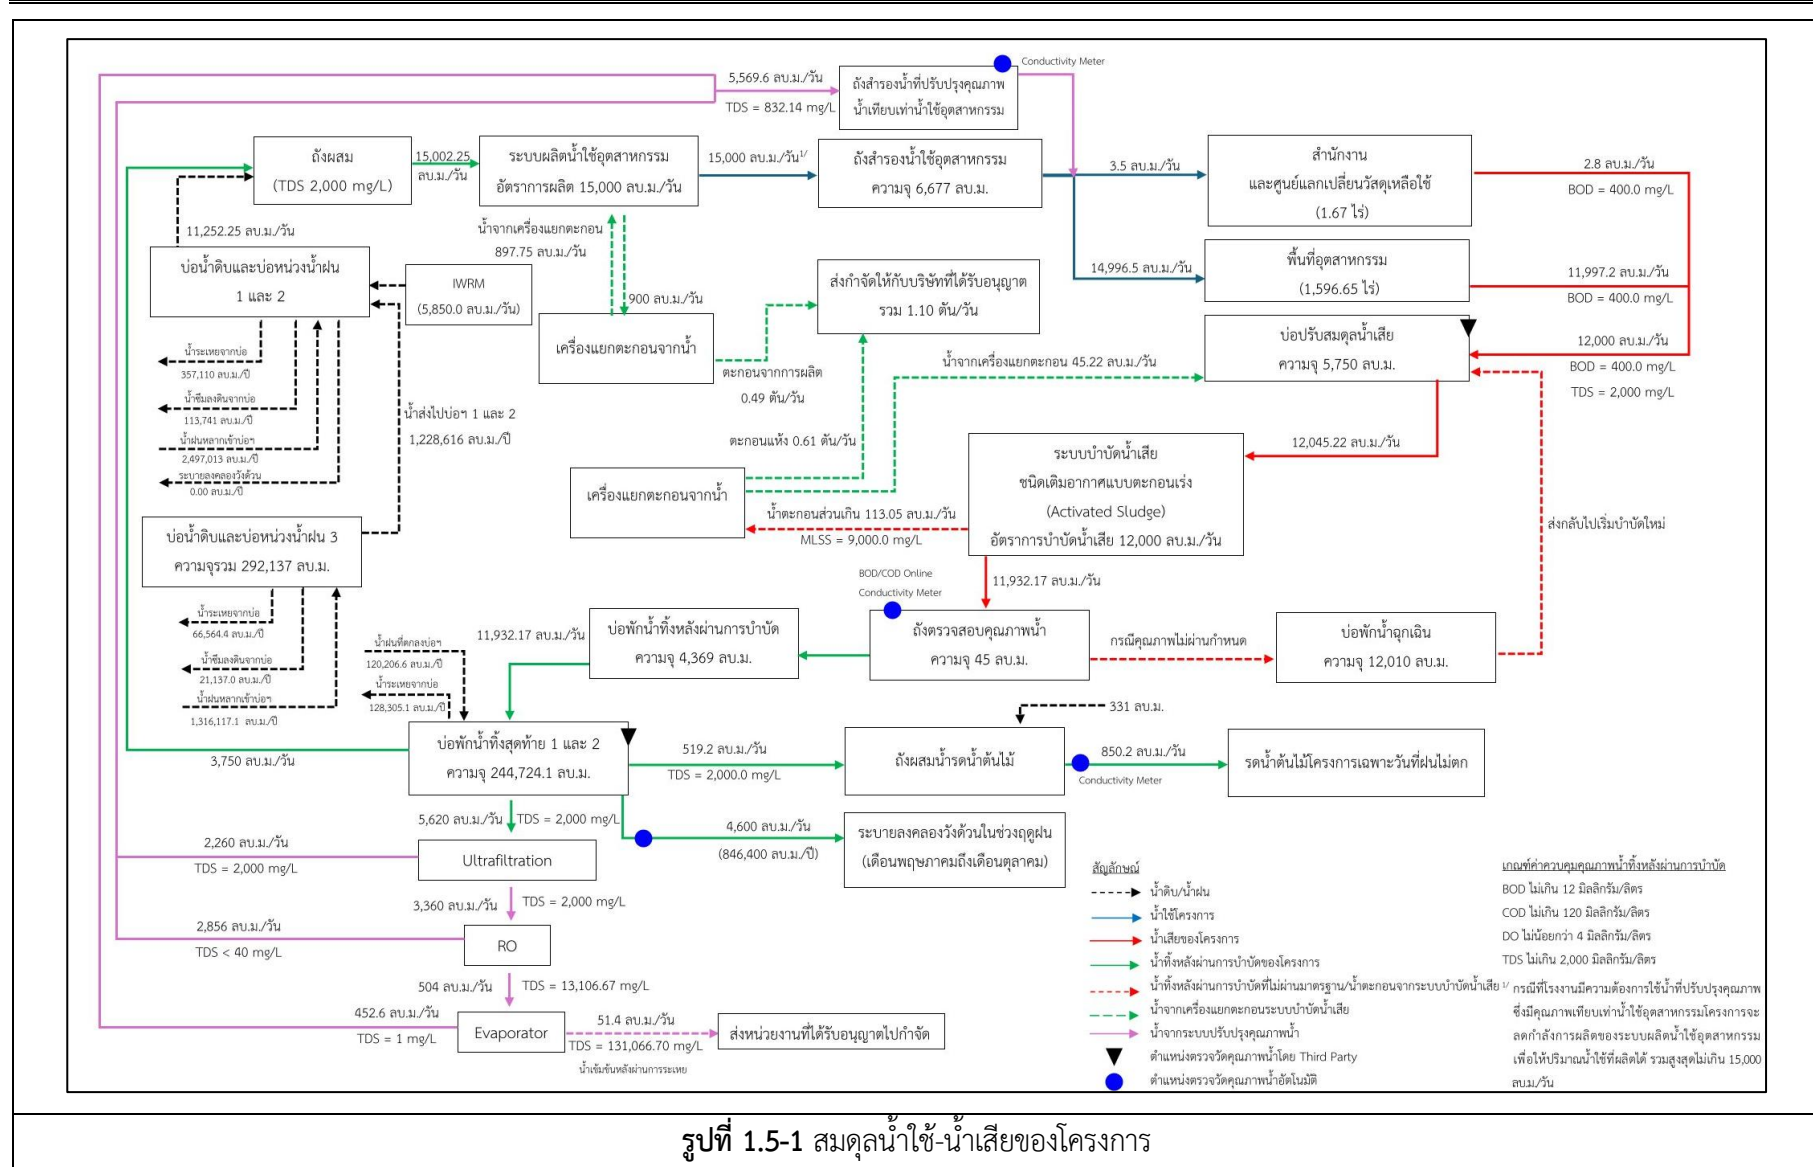 Conductivity Meter
5,569.6 ลบ.ม./วัน
TDS = 832.14 mg/L
ถังสำรองน้ำที่ปรับปรุงคุณภาพ
น้ำเทียบเท่าน้ำใช้อุตสาหกรรม
ถังผสม
(TDS 2,000 mg/L)
15,002.25
ลบ.ม./วัน
ระบบผลิตน้ำใช้อุตสาหกรรม
อัตราการผลิต 15,000 ลบ.ม./วัน
15,000 ลบ.ม./วัน1/
ถังสำรองน้ำใช้อุตสาหกรรม
ความจุ 6,677 ลบ.ม.
3.5 ลบ.ม./วัน
สำนักงาน
และศูนย์แลกเปลี่ยนวัสดุเหลือใช้
(1.67 ไร่)
2.8 ลบ.ม./วัน
BOD = 400.0 mg/L
11,252.25 ลบ.ม./วัน
น้ำจากเครื่องแยกตะกอน
897.75 ลบ.ม./วัน
900 ลบ.ม./วัน
บ่อน้ำดิบและบ่อหน่วงน้ำฝน
1 และ 2
IWRM
(5,850.0 ลบ.ม./วัน)
ส่งกำจัดให้กับบริษัทที่ได้รับอนุญาต
รวม 1.10 ตัน/วัน
14,996.5 ลบ.ม./วัน
พื้นที่อุตสาหกรรม
(1,596.65 ไร่)
11,997.2 ลบ.ม./วัน
BOD = 400.0 mg/L
เครื่องแยกตะกอนจากน้ำ
ตะกอนจากการผลิต
0.49 ตัน/วัน
น้ำจากเครื่องแยกตะกอน 45.22 ลบ.ม./วัน
บ่อปรับสมดุลน้ำเสีย
ความจุ 5,750 ลบ.ม.
12,000 ลบ.ม./วัน
BOD = 400.0 mg/L
TDS = 2,000 mg/L
น้ำระเหยจากบ่อ
357,110 ลบ.ม./ปี
น้ำซึมลงดินจากบ่อ
113,741 ลบ.ม./ปี
น้ำฝนหลากเข้าบ่อฯ
2,497,013 ลบ.ม./ปี
ระบายลงคลองวังด้วน
0.00 ลบ.ม./ปี
น้ำส่งไปบ่อฯ 1 และ 2
1,228,616 ลบ.ม./ปี
ตะกอนแห้ง 0.61 ตัน/วัน
12,045.22 ลบ.ม./วัน
ระบบบำบัดน้ำเสีย
ชนิดเติมอากาศแบบตะกอนเร่ง
(Activated Sludge)
อัตราการบำบัดน้ำเสีย 12,000 ลบ.ม./วัน
เครื่องแยกตะกอนจากน้ำ
น้ำตะกอนส่วนเกิน 113.05 ลบ.ม./วัน
MLSS = 9,000.0 mg/L
ส่งกลับไปเริ่มบำบัดใหม่
บ่อน้ำดิบและบ่อหน่วงน้ำฝน 3
ความจุรวม 292,137 ลบ.ม.
BOD/COD Online
Conductivity Meter
11,932.17 ลบ.ม./วัน
น้ำระเหยจากบ่อ
66,564.4 ลบ.ม./ปี
น้ำซึมลงดินจากบ่อ
21,137.0 ลบ.ม./ปี
น้ำฝนหลากเข้าบ่อฯ
1,316,117.1 ลบ.ม./ปี
น้ำฝนที่ตกลงบ่อฯ
120,206.6 ลบ.ม./ปี
น้ำระเหยจากบ่อ
128,305.1 ลบ.ม./ปี
11,932.17 ลบ.ม./วัน
บ่อพักน้ำทิ้งหลังผ่านการบำบัด
ความจุ 4,369 ลบ.ม.
ถังตรวจสอบคุณภาพน้ำ
ความจุ 45 ลบ.ม.
กรณีคุณภาพไม่ผ่านกำหนด
บ่อพักน้ำฉุกเฉิน
ความจุ 12,010 ลบ.ม.
331 ลบ.ม.
3,750 ลบ.ม./วัน
บ่อพักน้ำทิ้งสุดท้าย 1 และ 2
ความจุ 244,724.1 ลบ.ม.
519.2 ลบ.ม./วัน
TDS = 2,000.0 mg/L
ถังผสมน้ำรดน้ำต้นไม้
850.2 ลบ.ม./วัน
Conductivity Meter
รดน้ำต้นไม้โครงการเฉพาะวันที่ฝนไม่ตก
5,620 ลบ.ม./วัน
TDS = 2,000 mg/L
4,600 ลบ.ม./วัน
(846,400 ลบ.ม./ปี)
ระบายลงคลองวังด้วนในช่วงฤดูฝน
(เดือนพฤษภาคมถึงเดือนตุลาคม)
2,260 ลบ.ม./วัน
TDS = 2,000 mg/L
Ultrafiltration
3,360 ลบ.ม./วัน
TDS = 2,000 mg/L
2,856 ลบ.ม./วัน
TDS < 40 mg/L
RO
504 ลบ.ม./วัน
TDS = 13,106.67 mg/L
452.6 ลบ.ม./วัน
TDS = 1 mg/L
Evaporator
51.4 ลบ.ม./วัน
TDS = 131,066.70 mg/L
น้ำเข้มข้นหลังผ่านการระเหย
ส่งหน่วยงานที่ได้รับอนุญาตไปกำจัด
สัญลักษณ์
น้ำดิบ/น้ำฝน
น้ำใช้โครงการ
น้ำเสียของโครงการ
น้ำทิ้งหลังผ่านการบำบัดของโครงการ
น้ำทิ้งหลังผ่านการบำบัดที่ไม่ผ่านมาตรฐาน/น้ำตะกอนจากระบบบำบัดน้ำเสีย
น้ำจากเครื่องแยกตะกอนระบบบำบัดน้ำเสีย
น้ำจากระบบปรับปรุงคุณภาพน้ำ
ตำแหน่งตรวจวัดคุณภาพน้ำโดย Third Party
ตำแหน่งตรวจวัดคุณภาพน้ำอัตโนมัติ
เกณฑ์ค่าควบคุมคุณภาพน้ำทิ้งหลังผ่านการบำบัด
BOD ไม่เกิน 12 มิลลิกรัม/ลิตร
COD ไม่เกิน 120 มิลลิกรัม/ลิตร
DO ไม่น้อยกว่า 4 มิลลิกรัม/ลิตร
TDS ไม่เกิน 2,000 มิลลิกรัม/ลิตร
1/ กรณีที่โรงงานมีความต้องการใช้น้ำที่ปรับปรุงคุณภาพ
ซึ่งมีคุณภาพเทียบเท่าน้ำใช้อุตสาหกรรมโครงการจะ
ลดกำลังการผลิตของระบบผลิตน้ำใช้อุตสาหกรรม
เพื่อให้ปริมาณน้ำใช้ที่ผลิตได้ รวมสูงสุดไม่เกิน 15,000
ลบ.ม./วัน
รูปที่ 1.5-1 สมดุลน้ำใช้-น้ำเสียของโครงการ